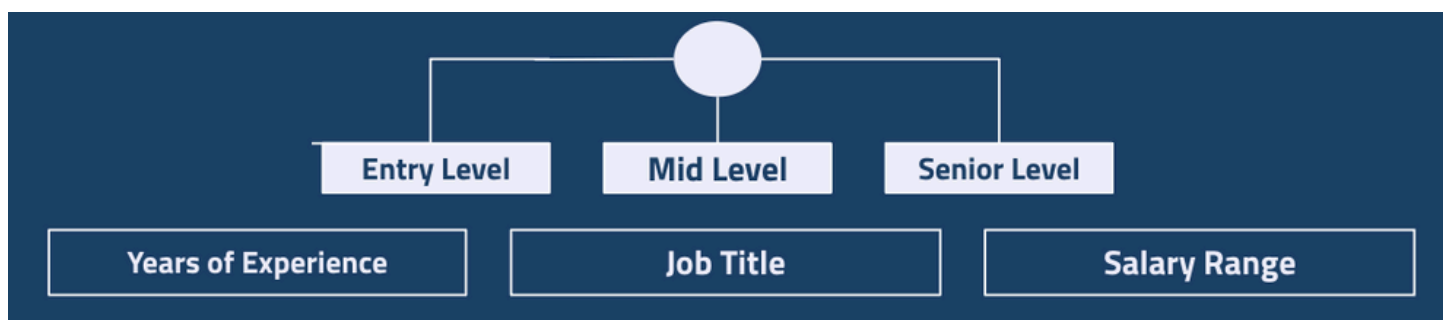 Entry Level
Mid Level
Senior Level
Years of Experience
Job Title
Salary Range